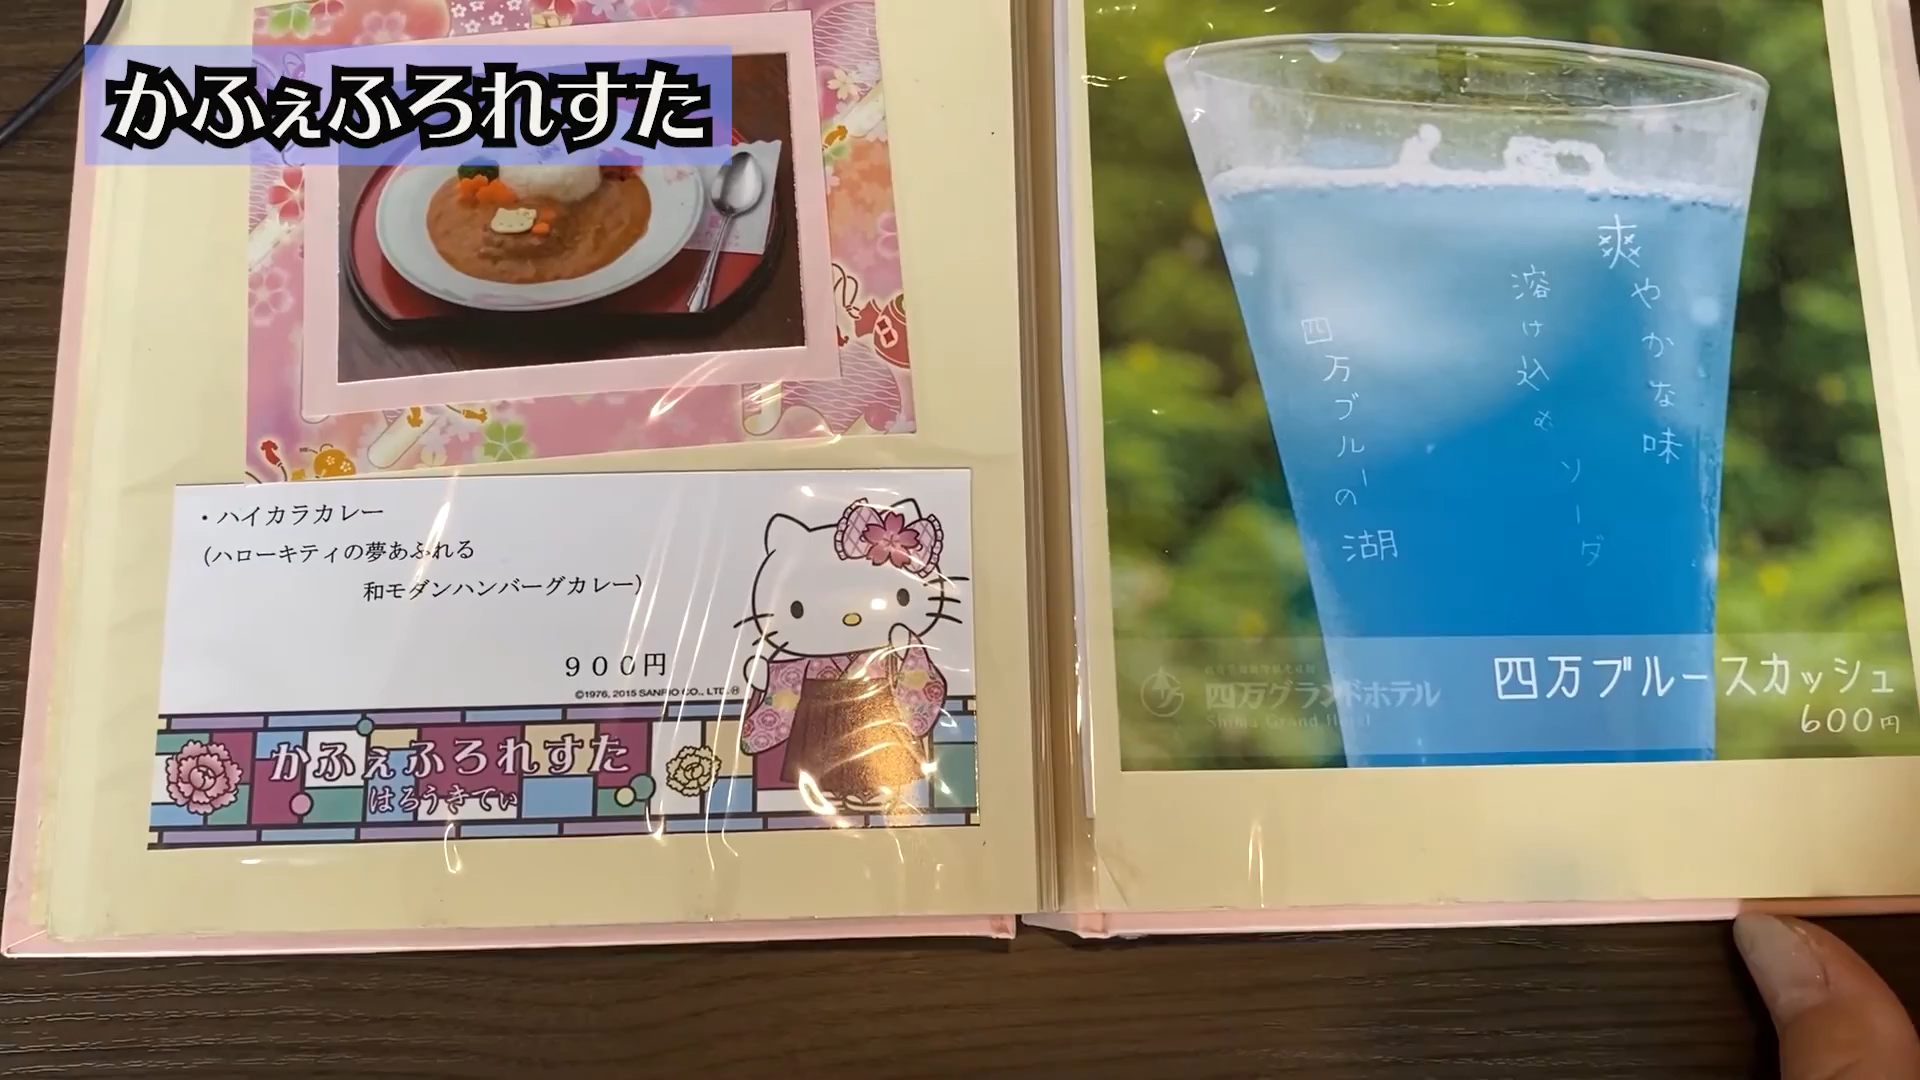 かふぇふろれすた
・ハイカラカレー
(ハローキティの夢あふれる
和モダンハンバーグカレー)
900円
©1976, 2015 SANRIO CO., LTD.Ⓗ
かふぇふろれすた
はろうきてぃ
爽やかな味
溶け込むソーダ
四万ブルーの湖
四万グランドホテル
Shima Grand Hotel
四万ブルースカッシュ
600円